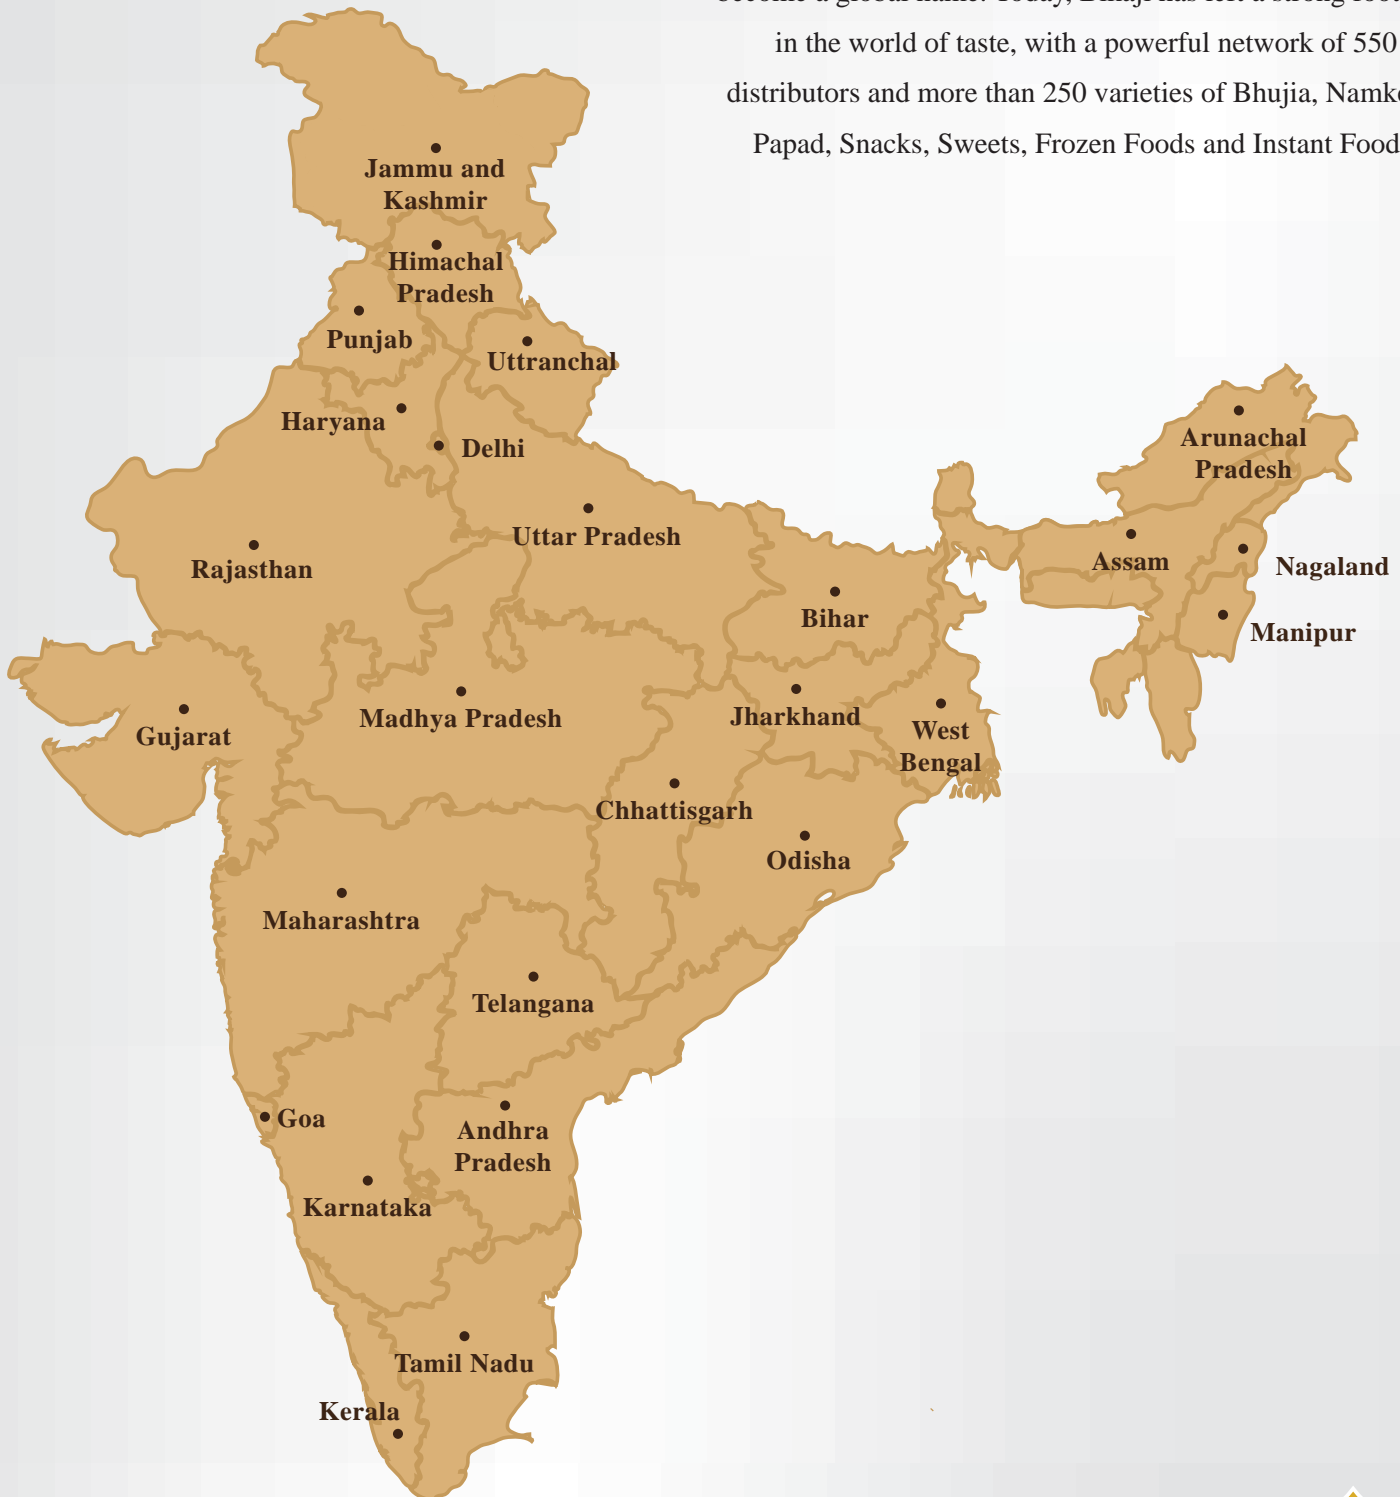 in the world of taste, with a powerful network of 550
distributors and more than 250 varieties of Bhujia,
Papad, Snacks, Sweets, Frozen Foods and Instant Food
Jammu and
Kashmir
Himachal
Pradesh
Punjab
Uttranchal
Haryana
Delhi
Arunachal
Pradesh
Uttar Pradesh
Rajasthan
Assam
Nagaland
Bihar
Manipur
Madhya Pradesh
Jharkhand
Gujarat
West
Bengal
Chhattisgarh
Odisha
Maharashtra
Telangana
Goa
Andhra
Pradesh
Karnataka
Tamil Nadu
Kerala